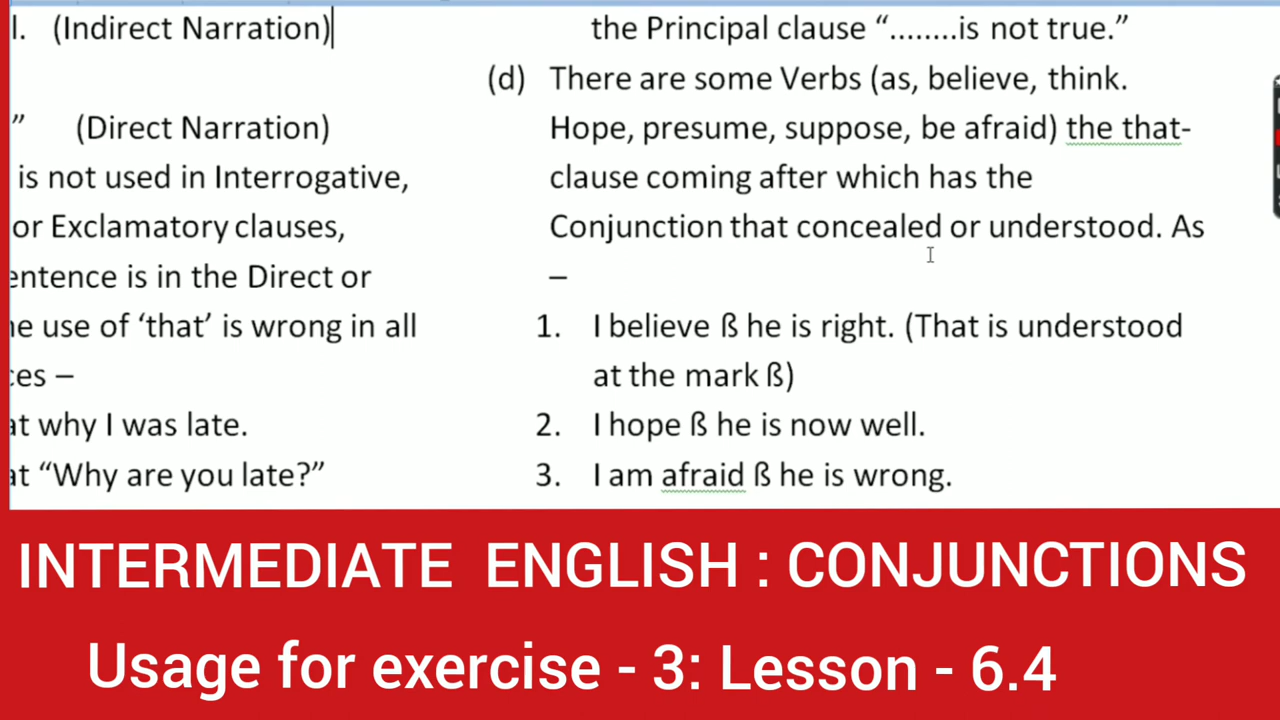 l. (Indirect Narration)
” (Direct Narration)
is not used in Interrogative,
or Exclamatory clauses,
entence is in the Direct or
e use of ‘that’ is wrong in all
es –
at why I was late.
at “Why are you late?”
the Principal clause “........is not true.”
(d) There are some Verbs (as, believe, think.
Hope, presume, suppose, be afraid) the that-
clause coming after which has the
Conjunction that concealed or understood. As
–
1. I believe ß he is right. (That is understood
at the mark ß)
2. I hope ß he is now well.
3. I am afraid ß he is wrong.
INTERMEDIATE ENGLISH : CONJUNCTIONS
Usage for exercise - 3: Lesson - 6.4